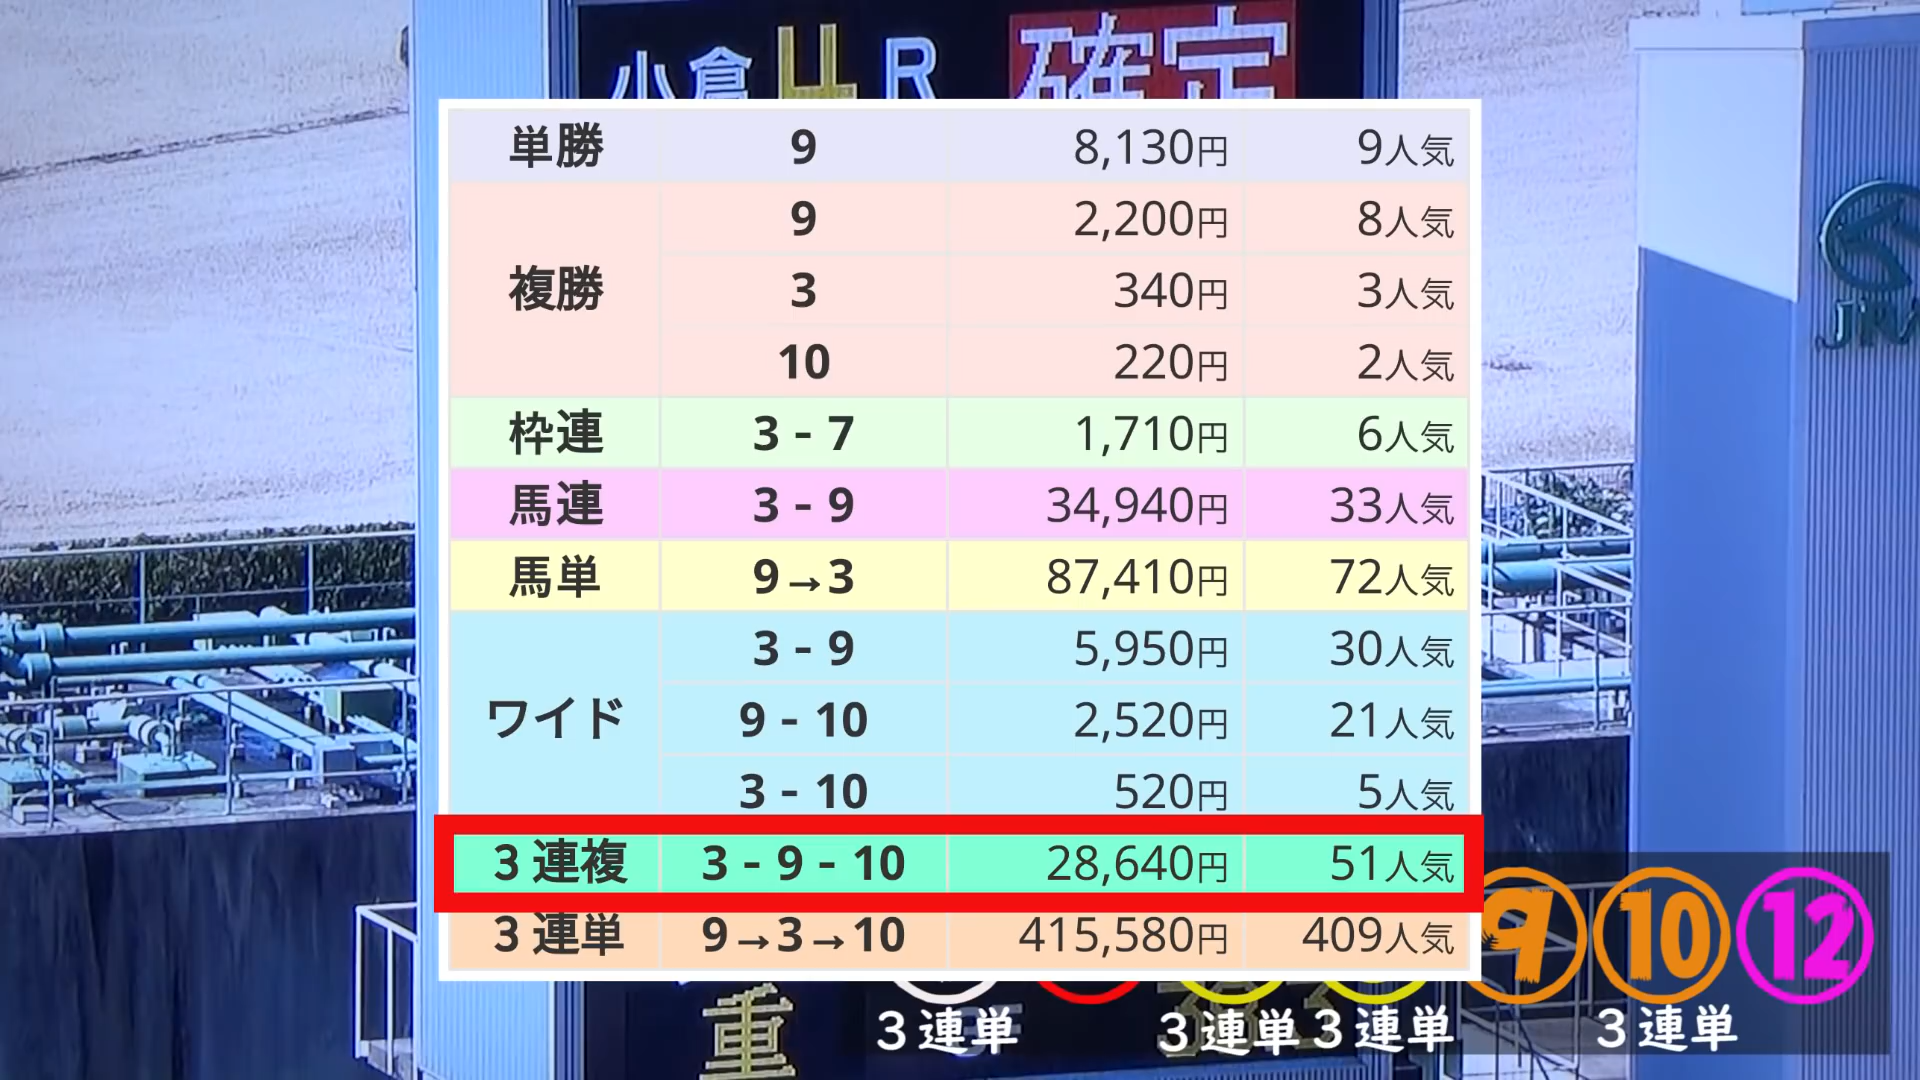 小倉 11 R 確定
単勝 9 8,130円 9人気
複勝 9 2,200円 8人気
3 340円 3人気
10 220円 2人気
枠連 3 - 7 1,710円 6人気
馬連 3 - 9 34,940円 33人気
馬単 9→3 87,410円 72人気
ワイド 3 - 9 5,950円 30人気
9 - 10 2,520円 21人気
3 - 10 520円 5人気
3連複 3 - 9 - 10 28,640円 51人気
3連単 9→3→10 415,580円 409人気
JRA
9 10 12
重
3連単 3連単 3連単 3連単